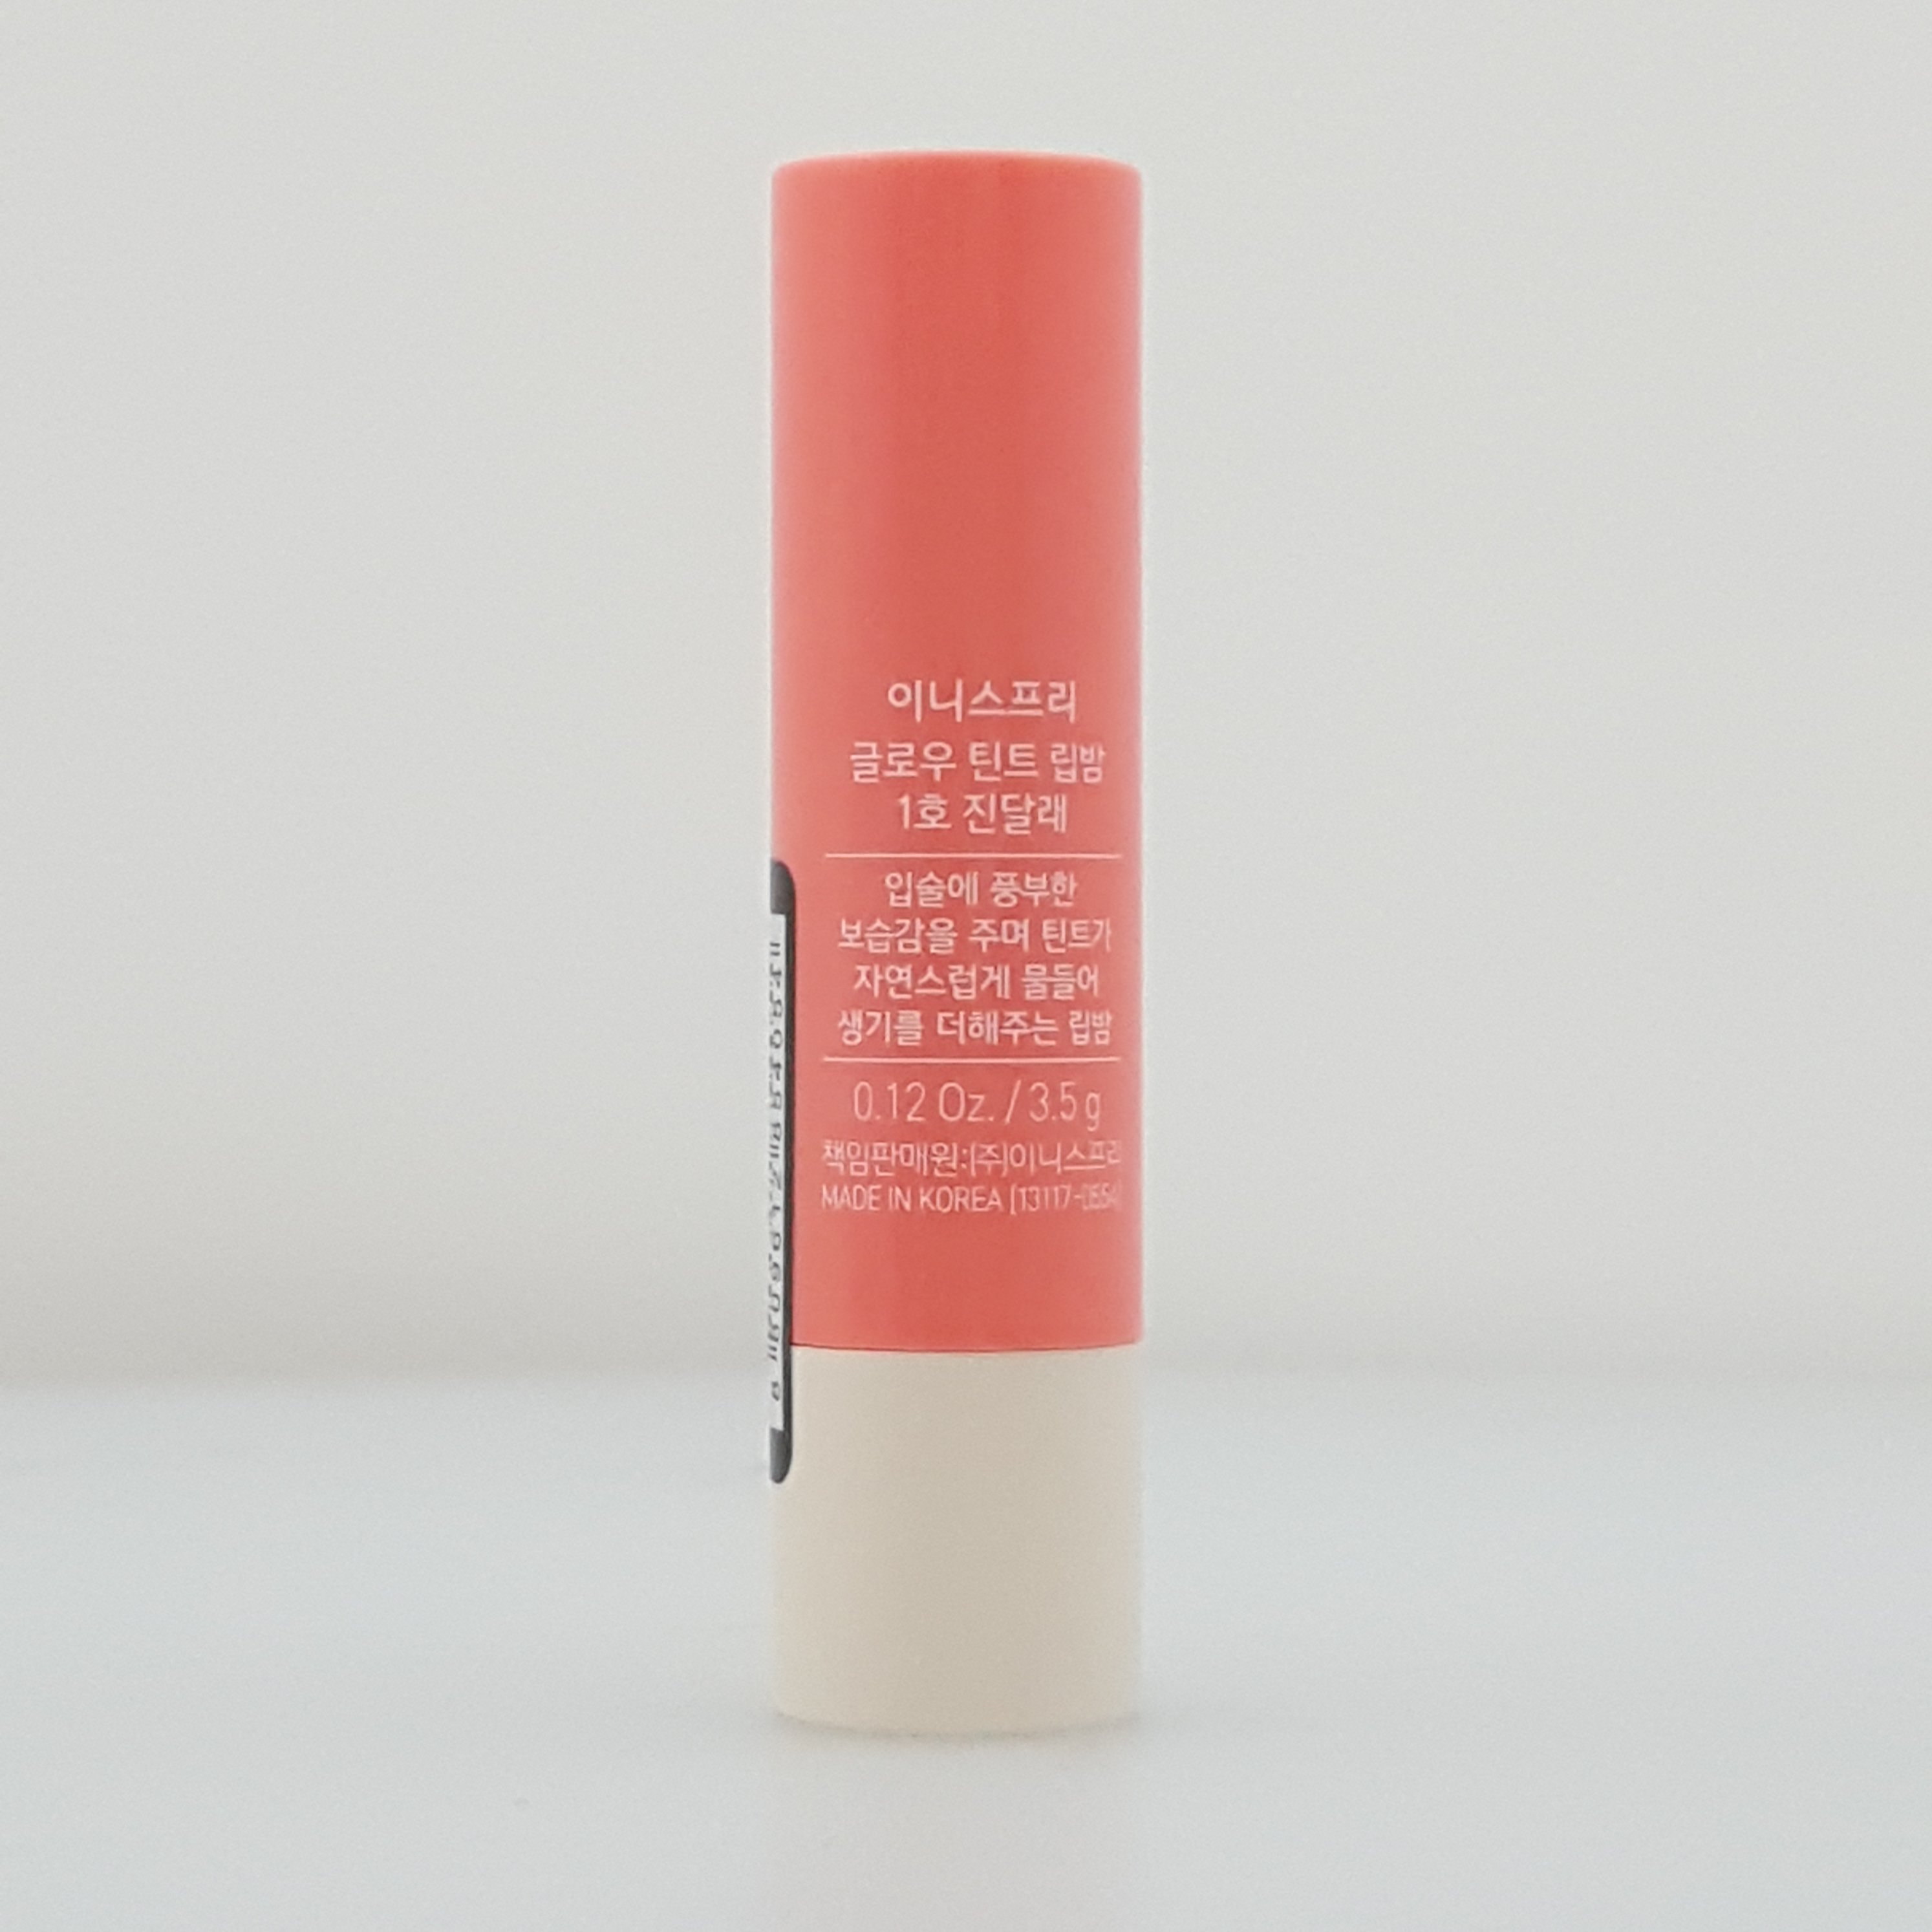 이니스프리
글로우 틴트 립밤
1호 진달래
입술에 풍부한
보습감을 주며 틴트가
자연스럽게 물들어
생기를 더해주는 립밤
0.12 Oz. / 3.5 g
책임판매원:(주)이니스프리
MADE IN KOREA